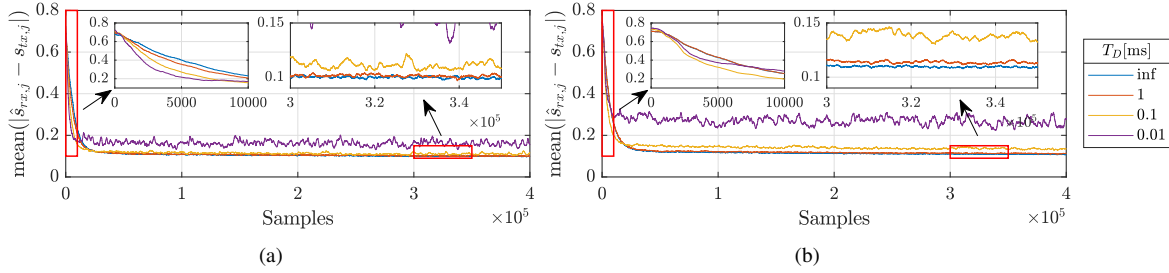 mean(|ŝ_{rx,j} − s_{tx,j}|)
0.8
0.6
0.4
0.2
0
0.8
0.6
0.4
0.2
0 5000 10000
0.15
0.1
3 3.2 3.4
×10^5
0 1 2 3 4
Samples ×10^5
(a)
mean(|ŝ_{rx,j} − s_{tx,j}|)
0.8
0.6
0.4
0.2
0
0.8
0.6
0.4
0.2
0 5000 10000
0.15
0.1
3 3.2 3.4
×10^5
0 1 2 3 4
Samples ×10^5
(b)
T_D[ms]
inf
1
0.1
0.01